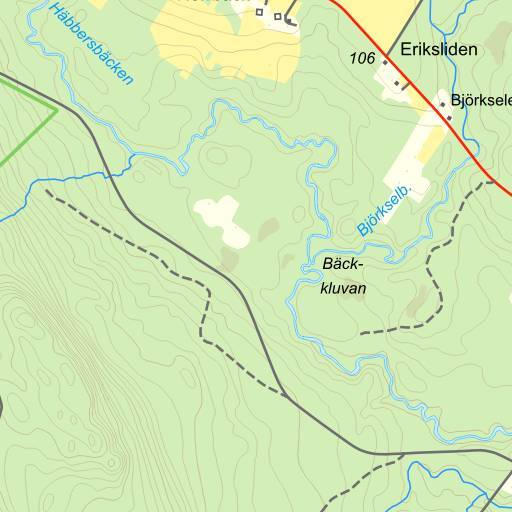 Häbbersbäcken
106
Eriksliden
Björksele
Björkselb.
Bäck-
kluvan